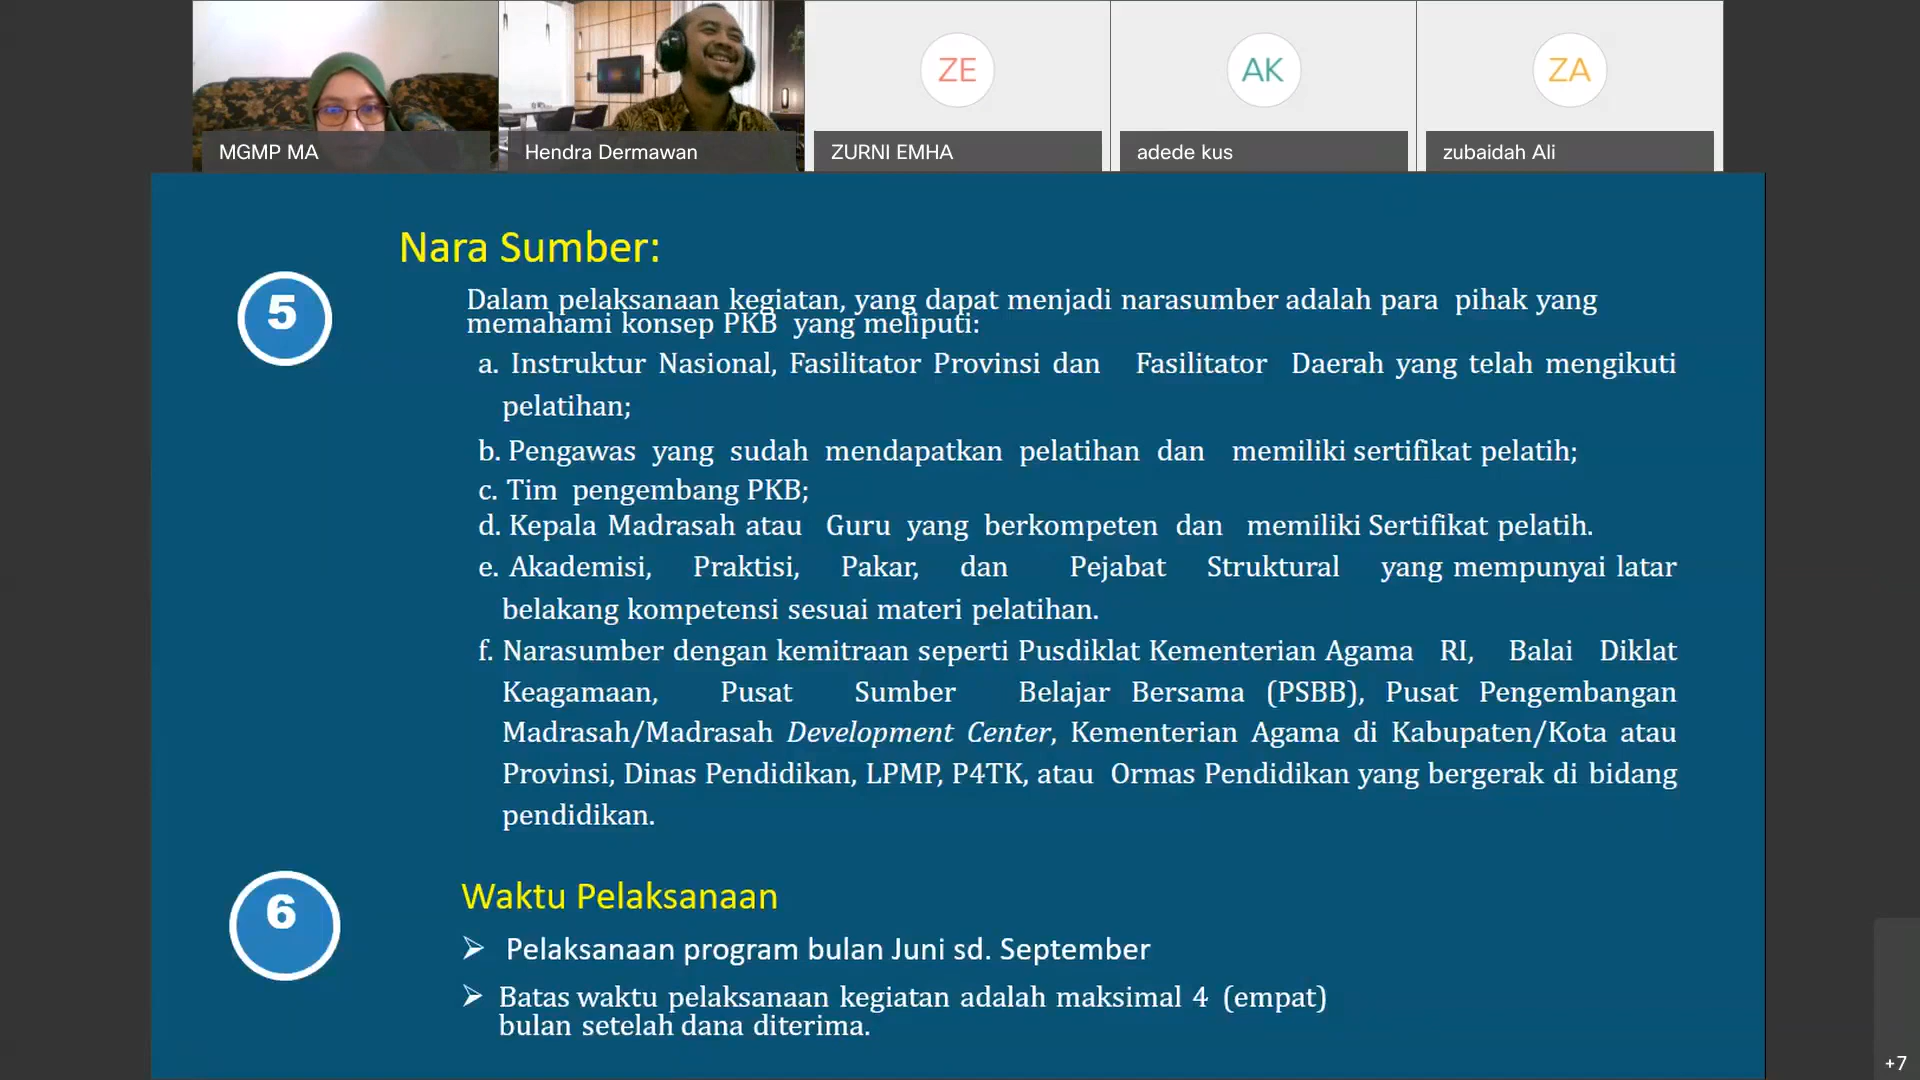 ZE
AK
ZA
MGMP MA
Hendra Dermawan
ZURNI EMHA
adede kus
zubaidah Ali
5
Nara Sumber:
Dalam pelaksanaan kegiatan, yang dapat menjadi narasumber adalah para pihak yang
memahami konsep PKB yang meliputi:
a. Instruktur Nasional, Fasilitator Provinsi dan Fasilitator Daerah yang telah mengikuti
pelatihan;
b. Pengawas yang sudah mendapatkan pelatihan dan memiliki sertifikat pelatih;
c. Tim pengembang PKB;
d. Kepala Madrasah atau Guru yang berkompeten dan memiliki Sertifikat pelatih.
e. Akademisi, Praktisi, Pakar, dan Pejabat Struktural yang mempunyai latar
belakang kompetensi sesuai materi pelatihan.
f. Narasumber dengan kemitraan seperti Pusdiklat Kementerian Agama RI, Balai Diklat
Keagamaan, Pusat Sumber Belajar Bersama (PSBB), Pusat Pengembangan
Madrasah/Madrasah Development Center, Kementerian Agama di Kabupaten/Kota atau
Provinsi, Dinas Pendidikan, LPMP, P4TK, atau Ormas Pendidikan yang bergerak di bidang
pendidikan.
6
Waktu Pelaksanaan
➢ Pelaksanaan program bulan Juni sd. September
➢ Batas waktu pelaksanaan kegiatan adalah maksimal 4 (empat)
bulan setelah dana diterima.
+7